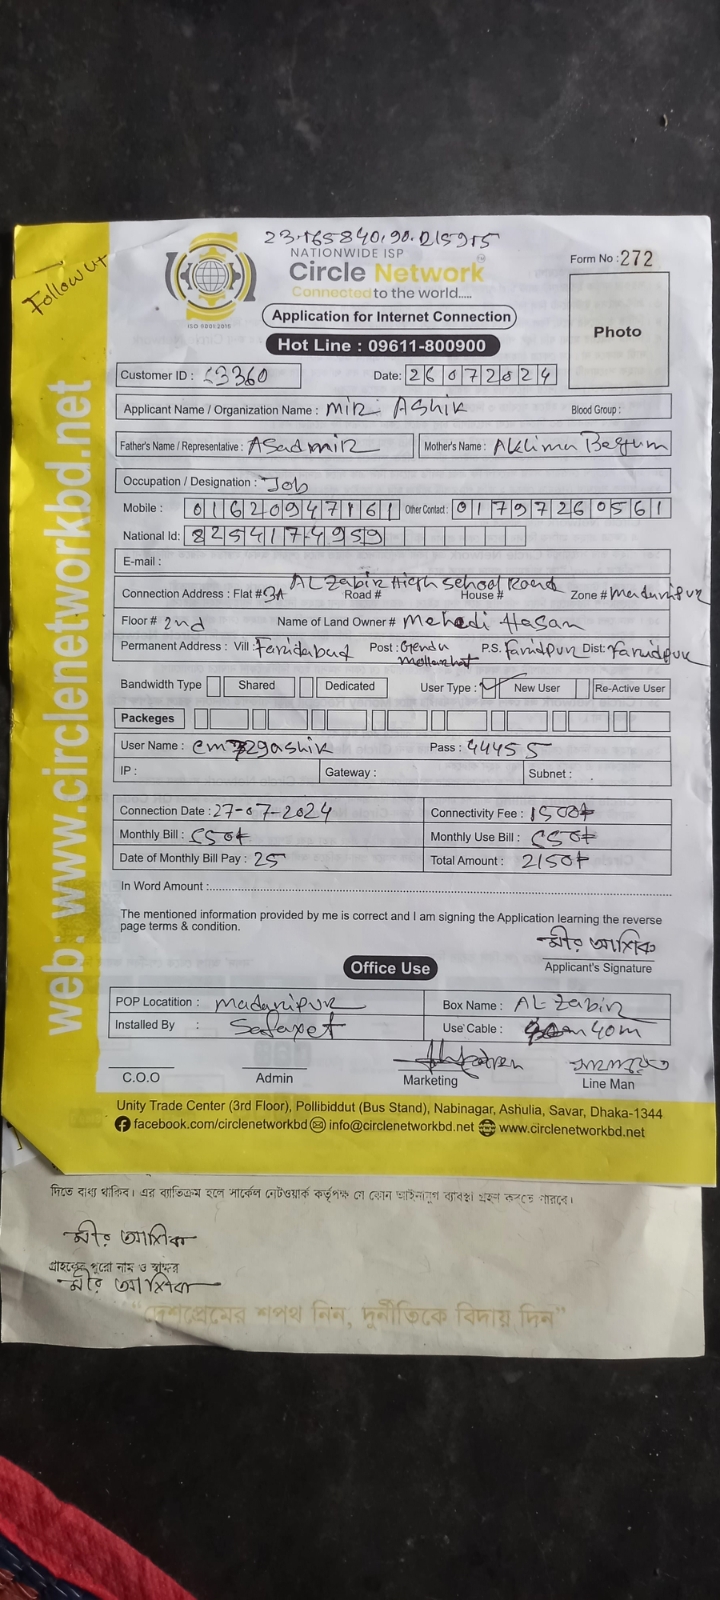 Follow up
23.165840,90.215915
NATIONWIDE ISP
Circle Network
Connected to the world.....
ISO 9001:2015
Form No : 272
Application for Internet Connection
Hot Line : 09611-800900
Photo
Customer ID : 3360 Date: 26072024
Applicant Name / Organization Name : Mir Ashik Blood Group :
Father's Name / Representative : Asad mir Mother's Name : Aklima Begum
Occupation / Designation : Job
Mobile : 01620947161 Other Contact : 01797260561
National Id: 8254174959
E-mail :
Connection Address : Flat # 3A Road # AL Zabir High School Road House # Zone # madaripur
Floor # 2nd Name of Land Owner # Mehedi Hasan
Permanent Address : Vill : Faridabad Post : Gendu Mollarhat P.S. Faridpur Dist: Faridpur
Bandwidth Type Shared Dedicated User Type : New User Re-Active User
Packeges
User Name : ashik Pass : 44455
IP : Gateway : Subnet :
Connection Date : 27-07-2024 Connectivity Fee : 1500৳
Monthly Bill : 650৳ Monthly Use Bill : 650৳
Date of Monthly Bill Pay : 25 Total Amount : 2150৳
In Word Amount :
The mentioned information provided by me is correct and I am signing the Application learning the reverse
page terms & condition.
মীর আশিক
Applicant's Signature
Office Use
POP Locatition : Madaripur Box Name : AL-Zabir
Installed By : Safayet Use Cable : 40m
C.O.O Admin Marketing Line Man
Unity Trade Center (3rd Floor), Pollibiddut (Bus Stand), Nabinagar, Ashulia, Savar, Dhaka-1344
facebook.com/circlenetworkbd info@circlenetworkbd.net www.circlenetworkbd.net
web: www.circlenetworkbd.net
দিতে বাধ্য থাকিব। এর ব্যতিক্রম হলে সার্কেল নেটওয়ার্ক কর্তৃপক্ষ যে কোন আইনানুগ ব্যবস্থা গ্রহন করতে পারবে।
মীর আশিক
গ্রাহকের পুরো নাম ও স্বাক্ষর
মীর আশিক
"দেশপ্রেমের শপথ নিন, দুর্নীতিকে বিদায় দিন"